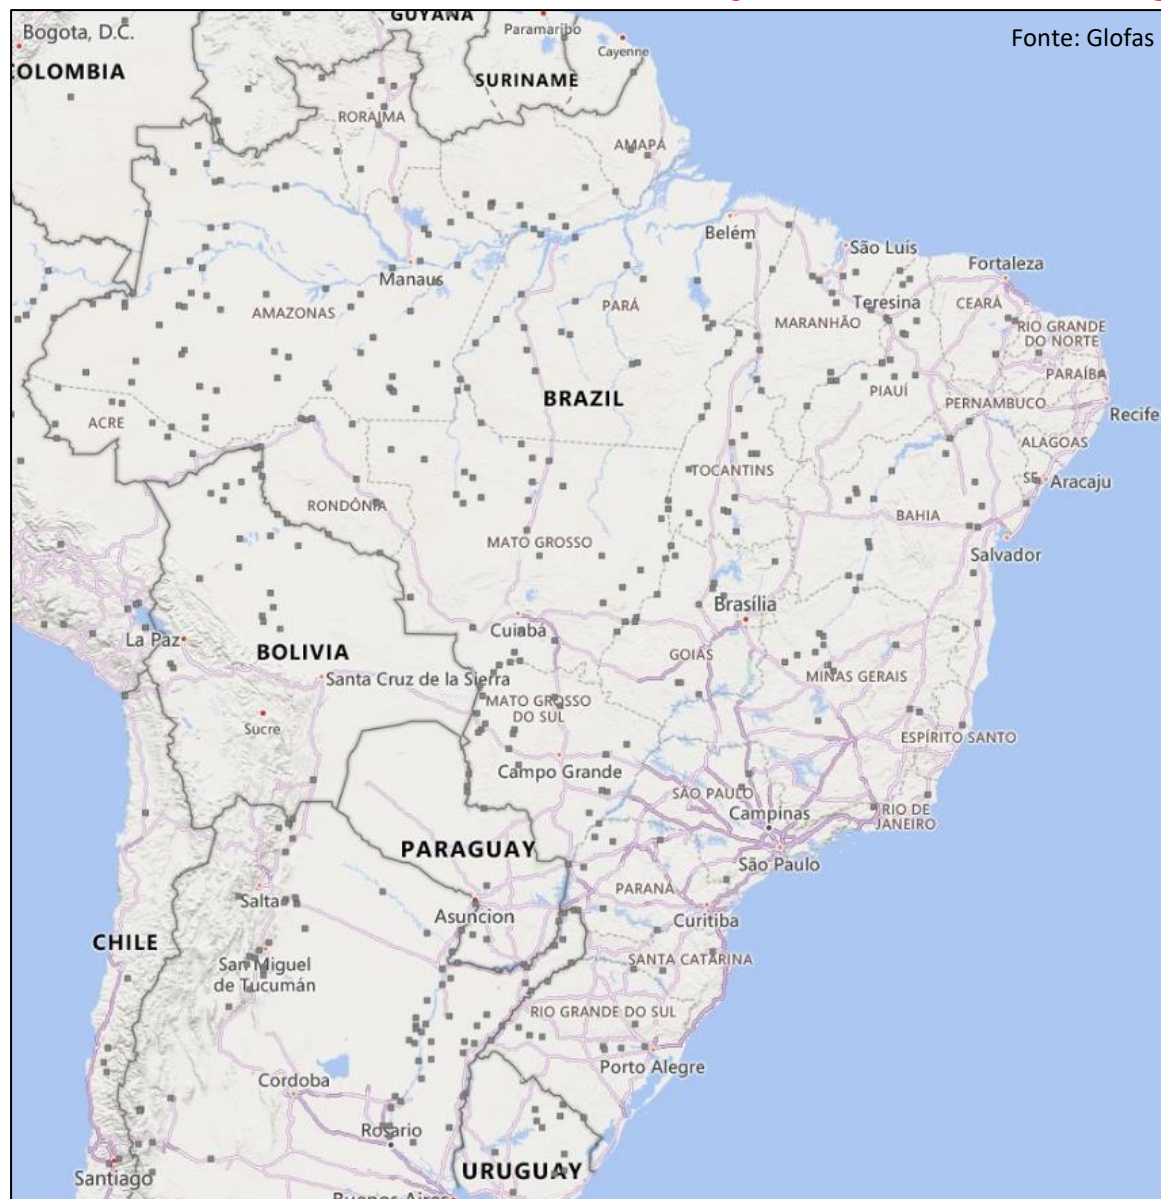 GUYANA
Bogota, D.C.
Paramaribo
Fonte: Glofas
Cayenne
COLOMBIA
SURINAME
RORAIMA
AMAPÁ
Belém
São Luís
Fortaleza
Manaus
AMAZONAS
PARÁ
Teresina
CEARÁ
MARANHÃO
RIO GRANDE
DO NORTE
PARAÍBA
PIAUÍ
BRAZIL
PERNAMBUCO
Recife
ACRE
ALAGOAS
TOCANTINS
SE
Aracaju
RONDÔNIA
BAHIA
MATO GROSSO
Salvador
Brasília
Cuiabá
La Paz
BOLIVIA
GOIÁS
MINAS GERAIS
Santa Cruz de la Sierra
MATO GROSSO
DO SUL
Sucre
ESPÍRITO SANTO
Campo Grande
SÃO PAULO
Campinas
RIO DE
JANEIRO
PARAGUAY
São Paulo
PARANÁ
Salta
Asuncion
Curitiba
CHILE
San Miguel
de Tucumán
SANTA CATARINA
RIO GRANDE DO SUL
Porto Alegre
Cordoba
Rosario
URUGUAY
Santiago
Buenos Aires